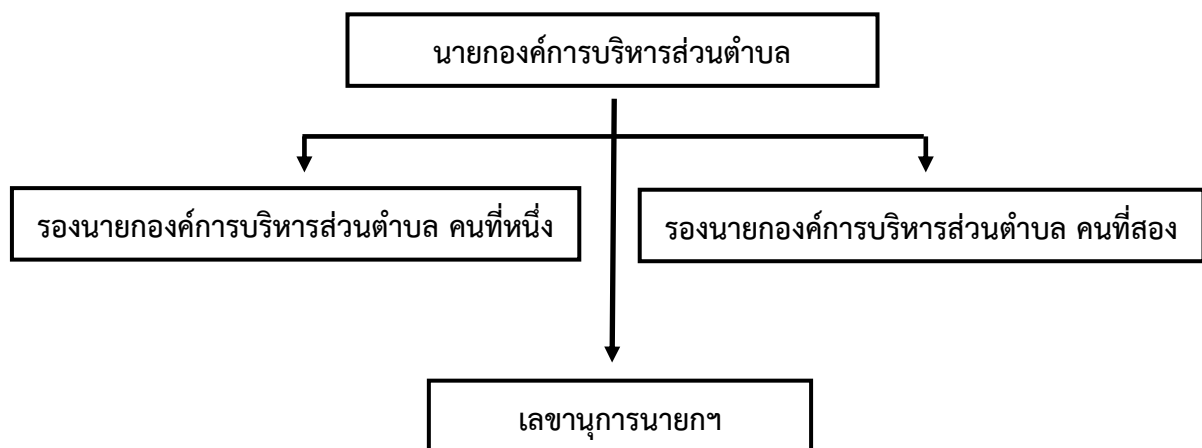 นายกองค์การบริหารส่วนตำบล
รองนายกองค์การบริหารส่วนตำบล คนที่หนึ่ง
รองนายกองค์การบริหารส่วนตำบล คนที่สอง
เลขานุการนายกฯ